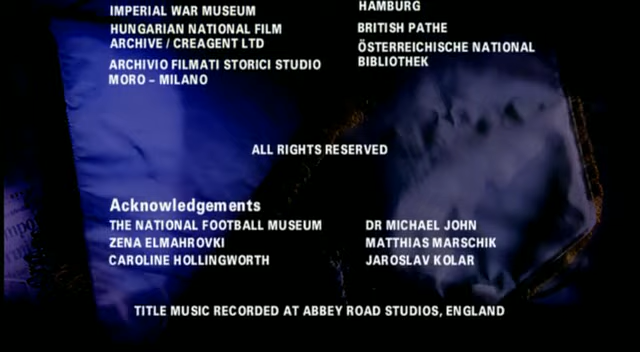 IMPERIAL WAR MUSEUM
HUNGARIAN NATIONAL FILM
ARCHIVE / CREAGENT LTD
ARCHIVIO FILMATI STORICI STUDIO
MORO – MILANO
HAMBURG
BRITISH PATHE
ÖSTERREICHISCHE NATIONAL
BIBLIOTHEK
ALL RIGHTS RESERVED
Acknowledgements
THE NATIONAL FOOTBALL MUSEUM
ZENA ELMAHROVKI
CAROLINE HOLLINGWORTH
DR MICHAEL JOHN
MATTHIAS MARSCHIK
JAROSLAV KOLAR
TITLE MUSIC RECORDED AT ABBEY ROAD STUDIOS, ENGLAND